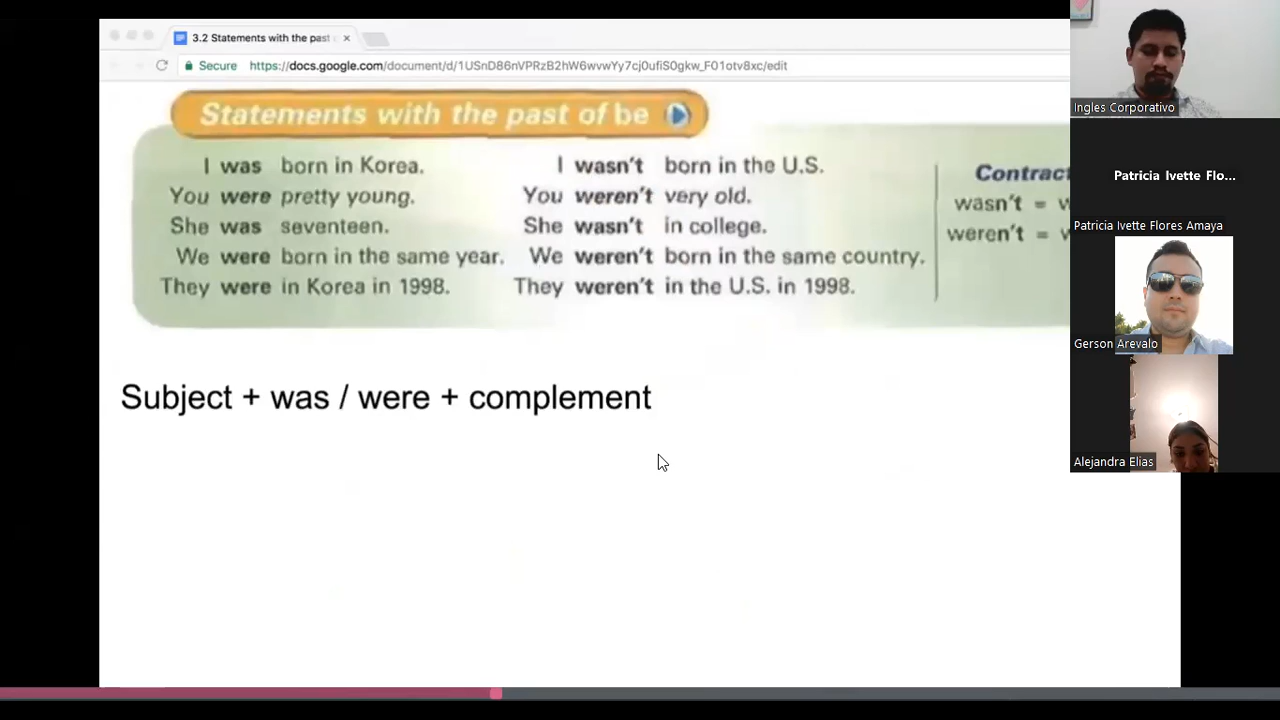 3.2 Statements with the past
Secure https://docs.google.com/document/d/1USnD86nVPRzB2hW6wvwYy7cj0ufiS0gkw_F01otv8xc/edit
Statements with the past of be
I was born in Korea. I wasn't born in the U.S.
You were pretty young. You weren't very old.
She was seventeen. She wasn't in college.
We were born in the same year. We weren't born in the same country.
They were in Korea in 1998. They weren't in the U.S. in 1998.
Contract
wasn't = w
weren't = w
Subject + was / were + complement
Ingles Corporativo
Patricia Ivette Flo...
Patricia Ivette Flores Amaya
Gerson Arevalo
Alejandra Elias